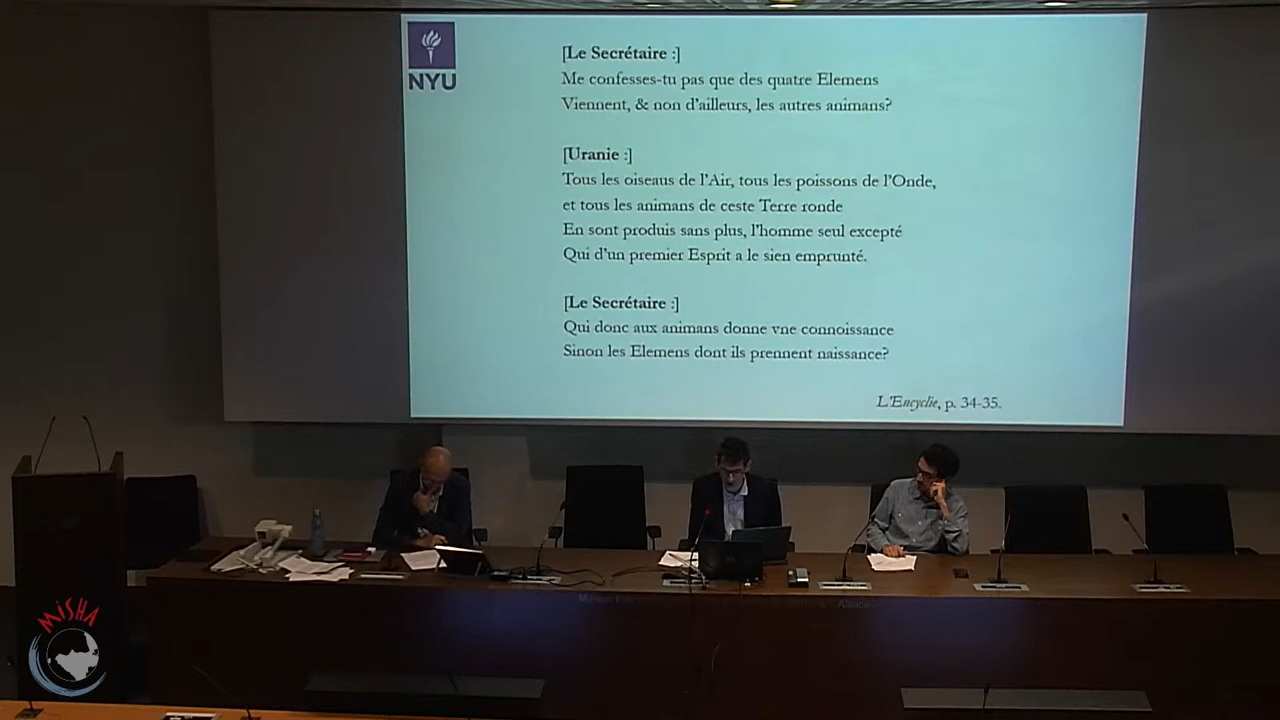 NYU
[Le Secrétaire :]
Me confesses-tu pas que des quatre Elemens
Viennent, & non d'ailleurs, les autres animans?
[Uranie :]
Tous les oiseaus de l'Air, tous les poissons de l'Onde,
et tous les animans de ceste Terre ronde
En sont produis sans plus, l'homme seul excepté
Qui d'un premier Esprit a le sien emprunté.
[Le Secrétaire :]
Qui donc aux animans donne vne connoissance
Sinon les Elemens dont ils prennent naissance?
L'Encyclie, p. 34-35.
Alsace
MISHA